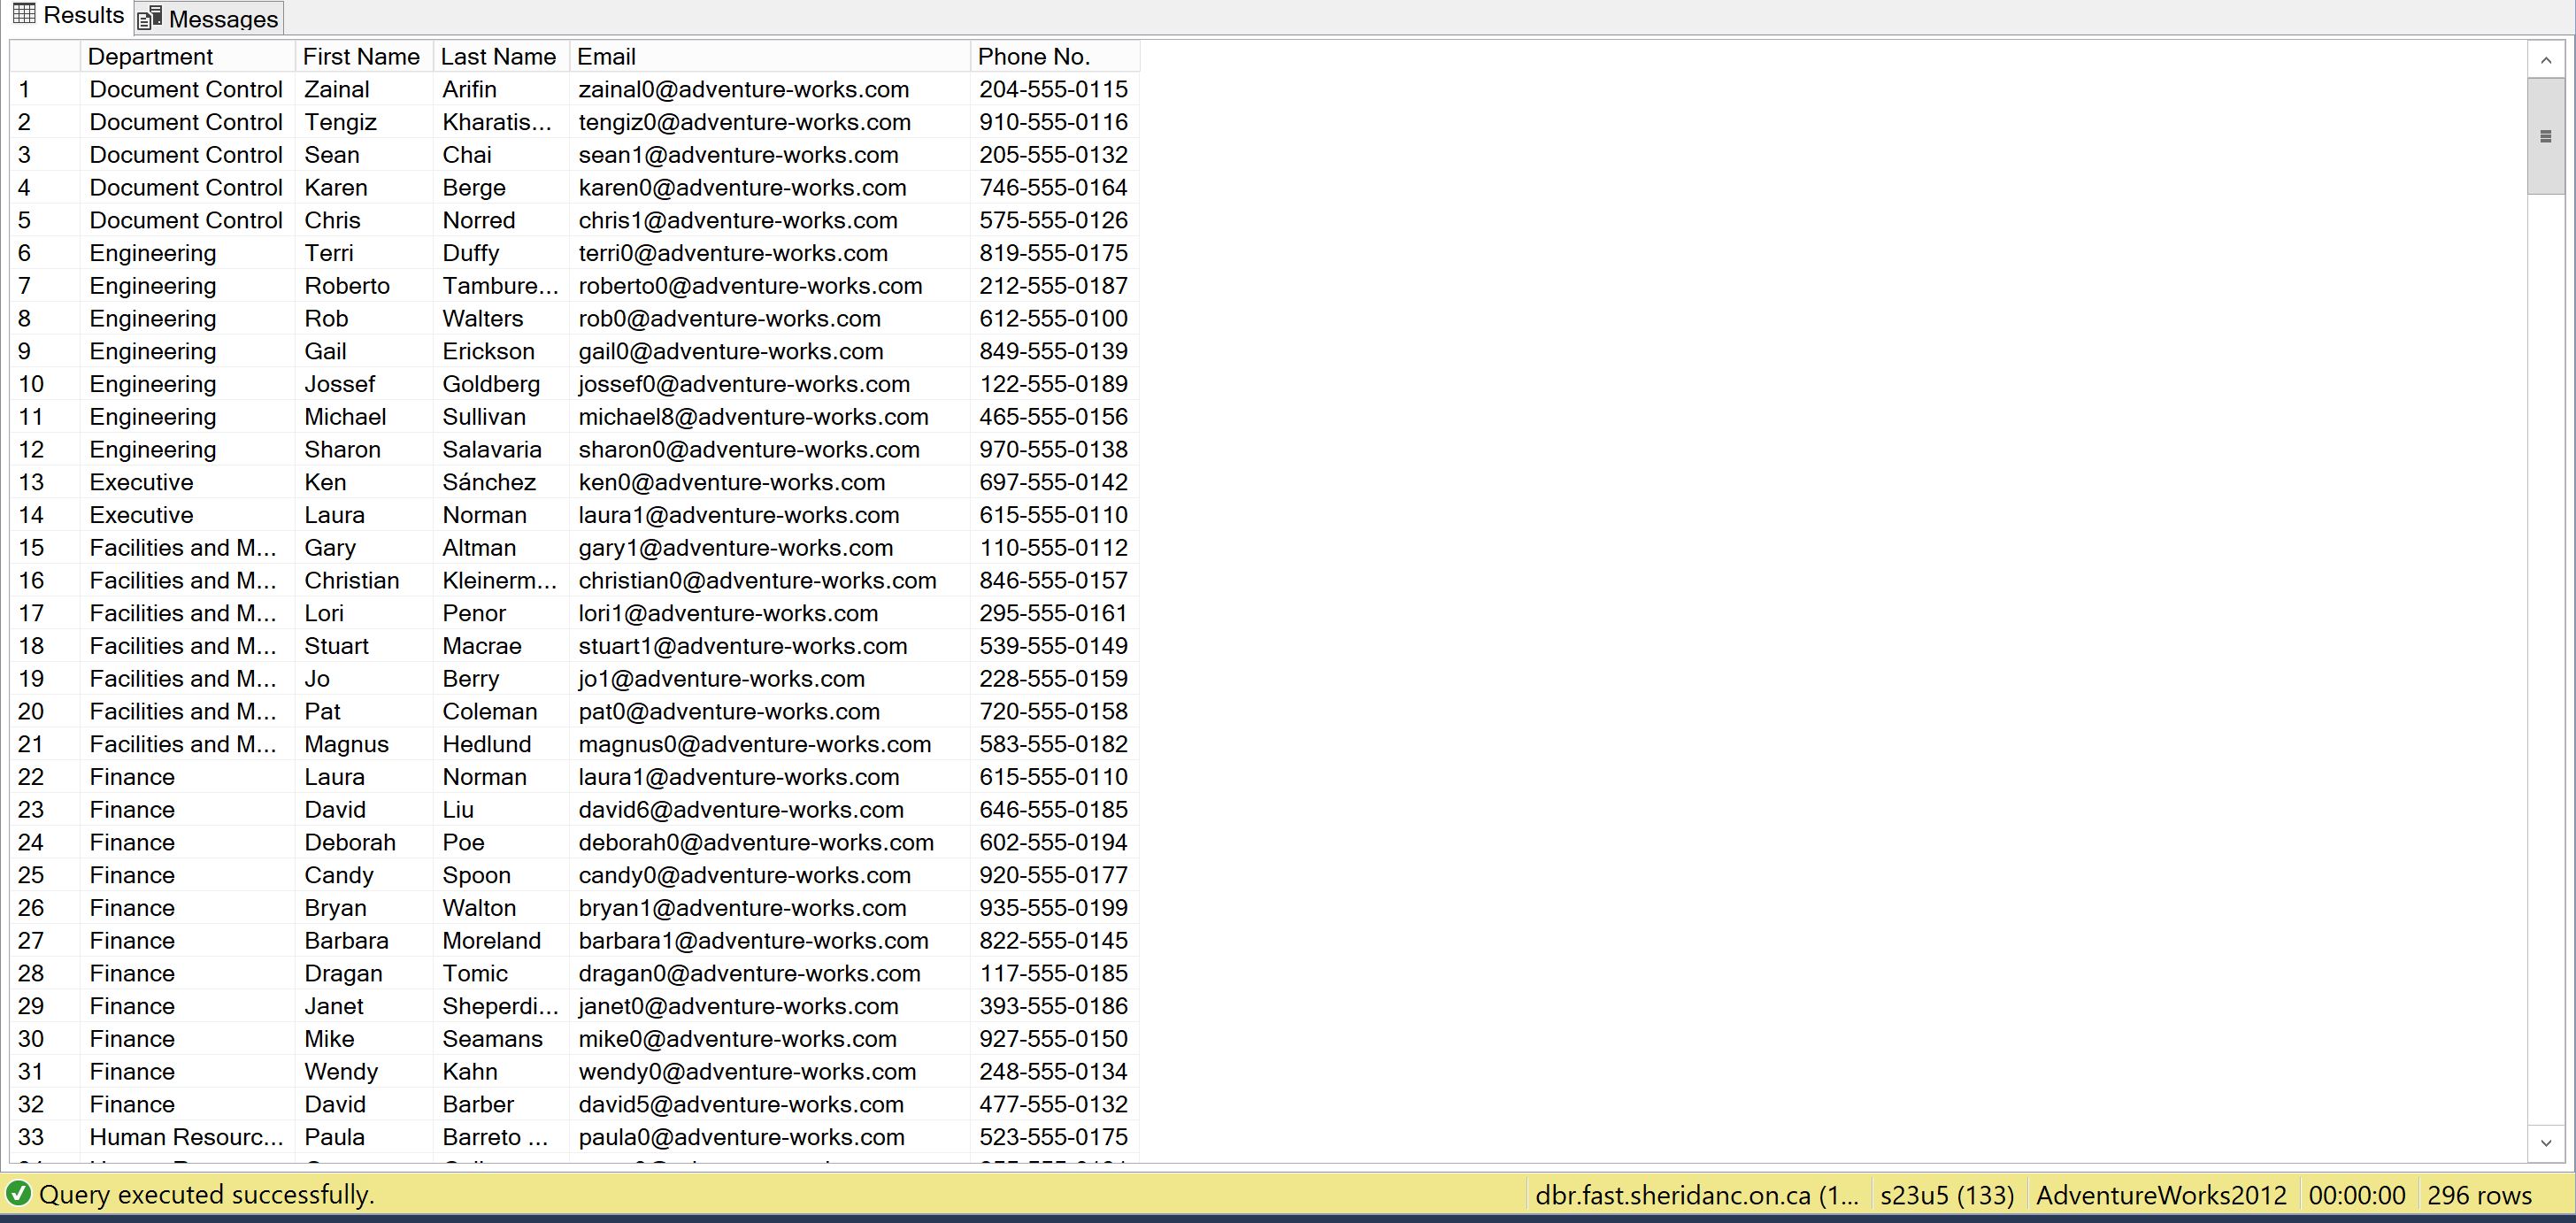 Results Messages
Department First Name Last Name Email Phone No.
1 Document Control Zainal Arifin zainal0@adventure-works.com 204-555-0115
2 Document Control Tengiz Kharatis... tengiz0@adventure-works.com 910-555-0116
3 Document Control Sean Chai sean1@adventure-works.com 205-555-0132
4 Document Control Karen Berge karen0@adventure-works.com 746-555-0164
5 Document Control Chris Norred chris1@adventure-works.com 575-555-0126
6 Engineering Terri Duffy terri0@adventure-works.com 819-555-0175
7 Engineering Roberto Tambure... roberto0@adventure-works.com 212-555-0187
8 Engineering Rob Walters rob0@adventure-works.com 612-555-0100
9 Engineering Gail Erickson gail0@adventure-works.com 849-555-0139
10 Engineering Jossef Goldberg jossef0@adventure-works.com 122-555-0189
11 Engineering Michael Sullivan michael8@adventure-works.com 465-555-0156
12 Engineering Sharon Salavaria sharon0@adventure-works.com 970-555-0138
13 Executive Ken Sánchez ken0@adventure-works.com 697-555-0142
14 Executive Laura Norman laura1@adventure-works.com 615-555-0110
15 Facilities and M... Gary Altman gary1@adventure-works.com 110-555-0112
16 Facilities and M... Christian Kleinerm... christian0@adventure-works.com 846-555-0157
17 Facilities and M... Lori Penor lori1@adventure-works.com 295-555-0161
18 Facilities and M... Stuart Macrae stuart1@adventure-works.com 539-555-0149
19 Facilities and M... Jo Berry jo1@adventure-works.com 228-555-0159
20 Facilities and M... Pat Coleman pat0@adventure-works.com 720-555-0158
21 Facilities and M... Magnus Hedlund magnus0@adventure-works.com 583-555-0182
22 Finance Laura Norman laura1@adventure-works.com 615-555-0110
23 Finance David Liu david6@adventure-works.com 646-555-0185
24 Finance Deborah Poe deborah0@adventure-works.com 602-555-0194
25 Finance Candy Spoon candy0@adventure-works.com 920-555-0177
26 Finance Bryan Walton bryan1@adventure-works.com 935-555-0199
27 Finance Barbara Moreland barbara1@adventure-works.com 822-555-0145
28 Finance Dragan Tomic dragan0@adventure-works.com 117-555-0185
29 Finance Janet Sheperdi... janet0@adventure-works.com 393-555-0186
30 Finance Mike Seamans mike0@adventure-works.com 927-555-0150
31 Finance Wendy Kahn wendy0@adventure-works.com 248-555-0134
32 Finance David Barber david5@adventure-works.com 477-555-0132
33 Human Resourc... Paula Barreto ... paula0@adventure-works.com 523-555-0175
Query executed successfully. dbr.fast.sheridanc.on.ca (1... s23u5 (133) AdventureWorks2012 00:00:00 296 rows